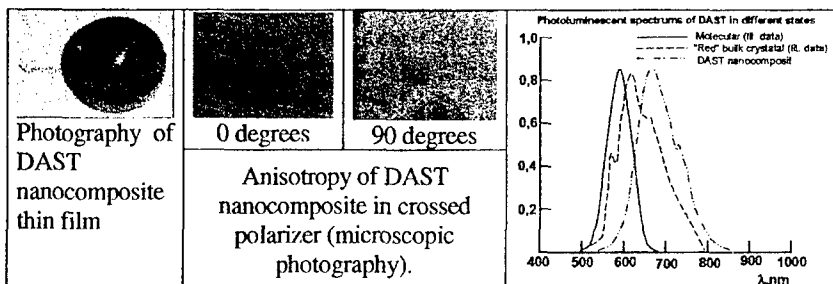 Photography of
DAST
nanocomposite
thin film
0 degrees
90 degrees
Anisotropy of DAST
nanocomposite in crossed
polarizer (microscopic
photography).
Photoluminescent spectrums of DAST in different states
Molecular (lit. data)
"Red" bulk crystatal (lit. data)
DAST nanocomposit
1,0
0,8
0,6
0,4
0,2
400 500 600 700 800 900 1000
λ,nm